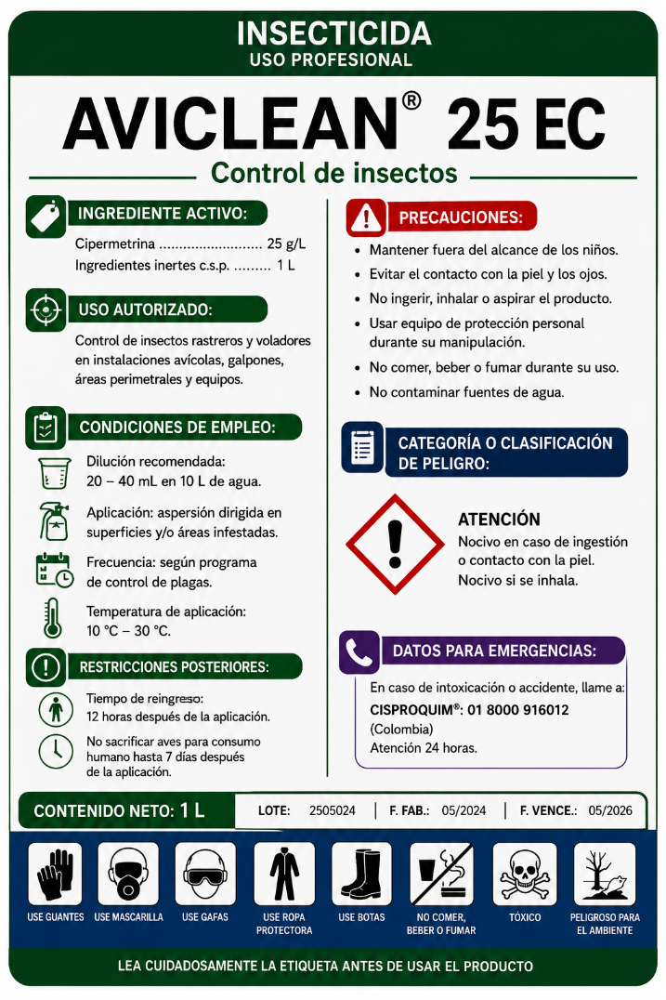 INSECTICIDA
USO PROFESIONAL
AVICLEAN® 25 EC
Control de insectos
INGREDIENTE ACTIVO:
Cipermetrina .......................... 25 g/L
Ingredientes inertes c.s.p. ......... 1 L
USO AUTORIZADO:
Control de insectos rastreros y voladores
en instalaciones avícolas, galpones,
áreas perimetrales y equipos.
CONDICIONES DE EMPLEO:
Dilución recomendada:
20 – 40 mL en 10 L de agua.
Aplicación: aspersión dirigida en
superficies y/o áreas infestadas.
Frecuencia: según programa
de control de plagas.
Temperatura de aplicación:
10 °C – 30 °C.
RESTRICCIONES POSTERIORES:
Tiempo de reingreso:
12 horas después de la aplicación.
No sacrificar aves para consumo
humano hasta 7 días después
de la aplicación.
PRECAUCIONES:
• Mantener fuera del alcance de los niños.
• Evitar el contacto con la piel y los ojos.
• No ingerir, inhalar o aspirar el producto.
• Usar equipo de protección personal
durante su manipulación.
• No comer, beber o fumar durante su uso.
• No contaminar fuentes de agua.
CATEGORÍA O CLASIFICACIÓN
DE PELIGRO:
ATENCIÓN
Nocivo en caso de ingestión
o contacto con la piel.
Nocivo si se inhala.
DATOS PARA EMERGENCIAS:
En caso de intoxicación o accidente, llame a:
CISPROQUIM®: 01 8000 916012
(Colombia)
Atención 24 horas.
CONTENIDO NETO: 1 L
LOTE: 2505024 | F. FAB.: 05/2024 | F. VENCE.: 05/2026
USE GUANTES
USE MASCARILLA
USE GAFAS
USE ROPA
PROTECTORA
USE BOTAS
NO COMER,
BEBER O FUMAR
TÓXICO
PELIGROSO PARA
EL AMBIENTE
LEA CUIDADOSAMENTE LA ETIQUETA ANTES DE USAR EL PRODUCTO